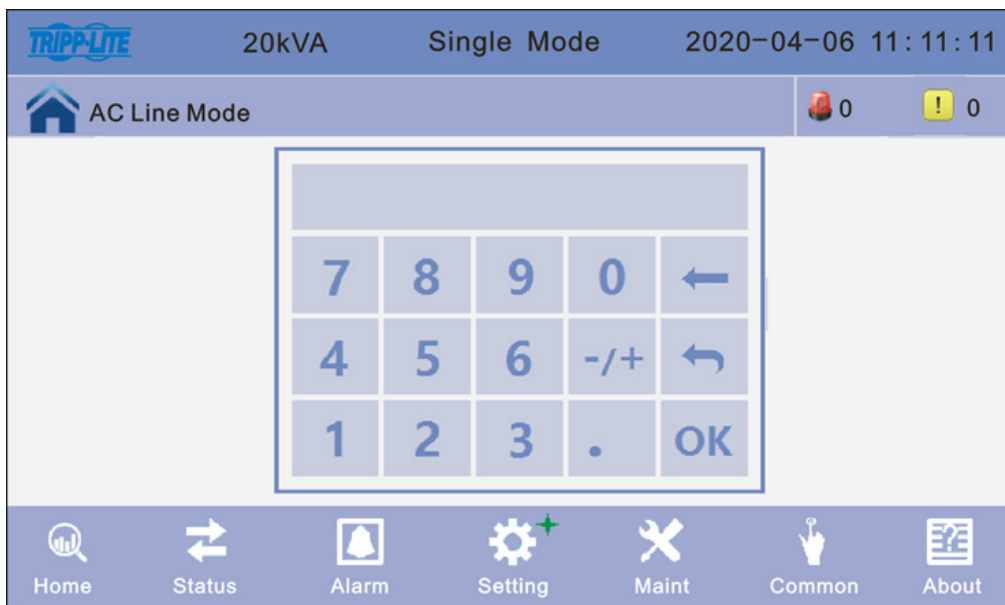 TRIPP·LITE 20kVA Single Mode 2020-04-06 11:11:11
AC Line Mode 0 ! 0
7 8 9 0
4 5 6 -/+
1 2 3 . OK
Home Status Alarm Setting Maint Common About